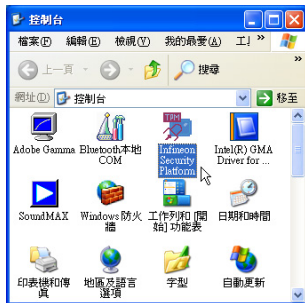 控制台
檔案(F) 編輯(E) 檢視(V) 我的最愛(A) 工! »
上一頁 搜尋 »
網址(D) 控制台 移至
Adobe Gamma Bluetooth本地 Infineon Intel(R) GMA
COM Security Driver for ...
Platform
TPM
SoundMAX Windows 防火 工作列和 [開 日期和時間
牆 始] 功能表
印表機和傳 地區及語言 字型 自動更新
真 選項